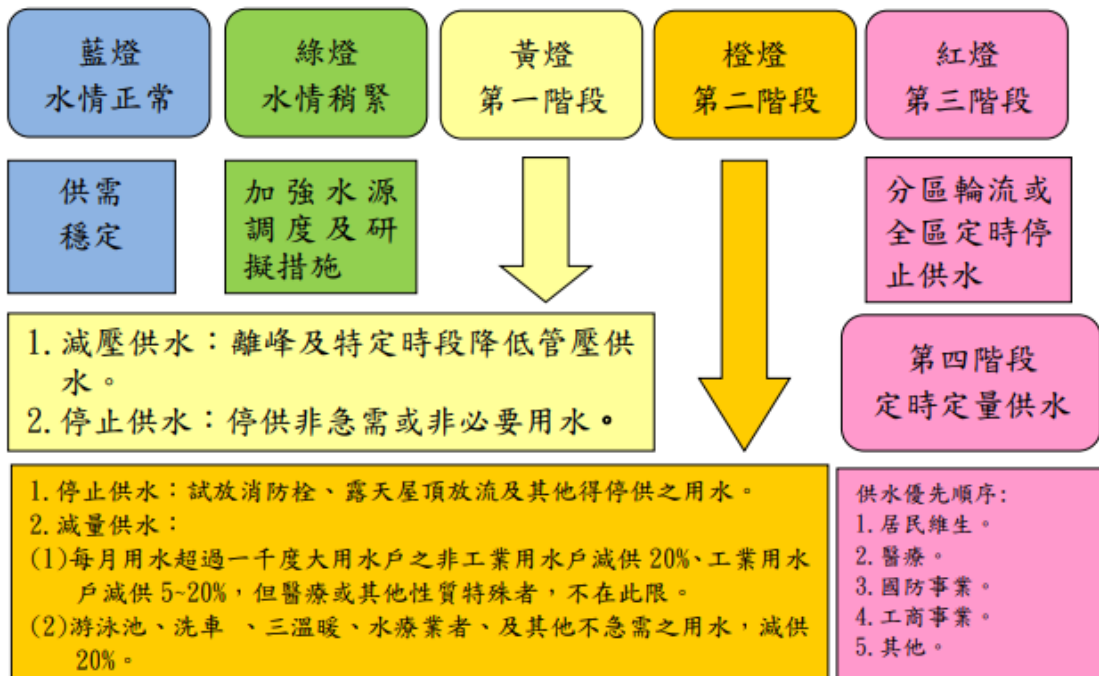 藍燈
水情正常
綠燈
水情稍緊
黃燈
第一階段
橙燈
第二階段
紅燈
第三階段
供需
穩定
加強水源
調度及研
擬措施
分區輪流或
全區定時停
止供水
1. 減壓供水：離峰及特定時段降低管壓供
水。
2. 停止供水：停供非急需或非必要用水。
第四階段
定時定量供水
1. 停止供水：試放消防栓、露天屋頂放流及其他得停供之用水。
2. 減量供水：
(1)每月用水超過一千度大用水戶之非工業用水戶減供 20%、工業用水
戶減供 5~20%，但醫療或其他性質特殊者，不在此限。
(2)游泳池、洗車 、三溫暖、水療業者、及其他不急需之用水，減供
20%。
供水優先順序:
1. 居民維生。
2. 醫療。
3. 國防事業。
4. 工商事業。
5. 其他。